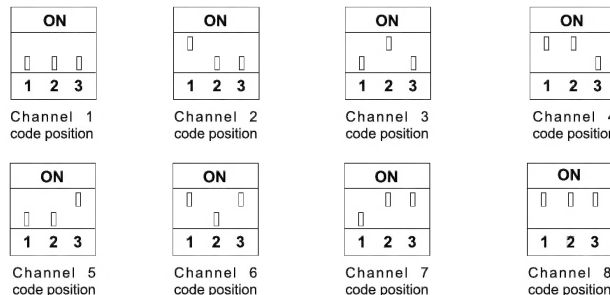 ON
1 2 3
Channel 1
code position
ON
1 2 3
Channel 2
code position
ON
1 2 3
Channel 3
code position
ON
1 2 3
Channel 4
code position
ON
1 2 3
Channel 5
code position
ON
1 2 3
Channel 6
code position
ON
1 2 3
Channel 7
code position
ON
1 2 3
Channel 8
code position